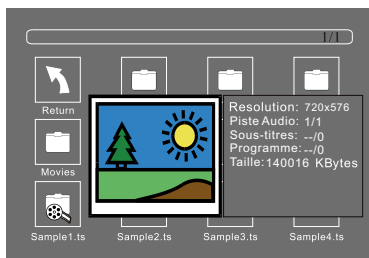 1/1
Return
Resolution: 720x576
Piste Audio: 1/1
Sous-titres: --/0
Programme: --/0
Taille: 140016 KBytes
Movies
Sample1.ts Sample2.ts Sample3.ts Sample4.ts